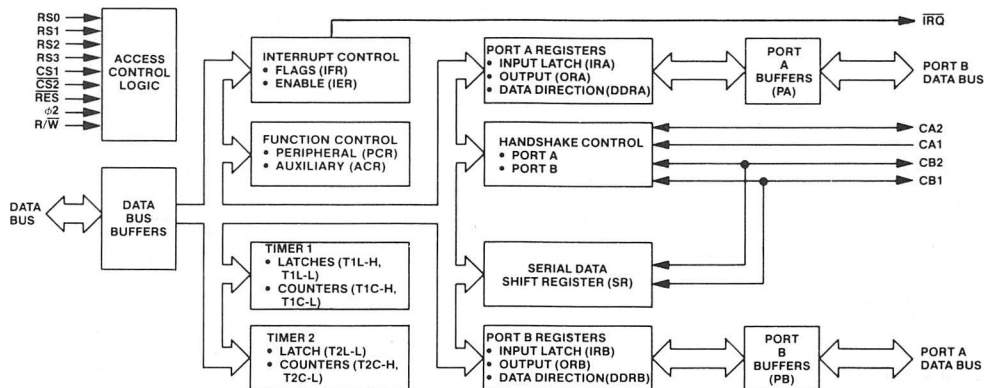 RS0
RS1
RS2
RS3
CS1
CS2
RES
ϕ2
R/W
ACCESS
CONTROL
LOGIC
INTERRUPT CONTROL
• FLAGS (IFR)
• ENABLE (IER)
FUNCTION CONTROL
• PERIPHERAL (PCR)
• AUXILIARY (ACR)
DATA
BUS
DATA
BUS
BUFFERS
TIMER 1
• LATCHES (T1L-H,
T1L-L)
• COUNTERS (T1C-H,
T1C-L)
TIMER 2
• LATCH (T2L-L)
• COUNTERS (T2C-H,
T2C-L)
IRQ
PORT A REGISTERS
• INPUT LATCH (IRA)
• OUTPUT (ORA)
• DATA DIRECTION (DDRA)
PORT
A
BUFFERS
(PA)
PORT B
DATA BUS
HANDSHAKE CONTROL
• PORT A
• PORT B
CA2
CA1
CB2
CB1
SERIAL DATA
SHIFT REGISTER (SR)
PORT B REGISTERS
• INPUT LATCH (IRB)
• OUTPUT (ORB)
• DATA DIRECTION (DDRB)
PORT
B
BUFFERS
(PB)
PORT A
DATA BUS